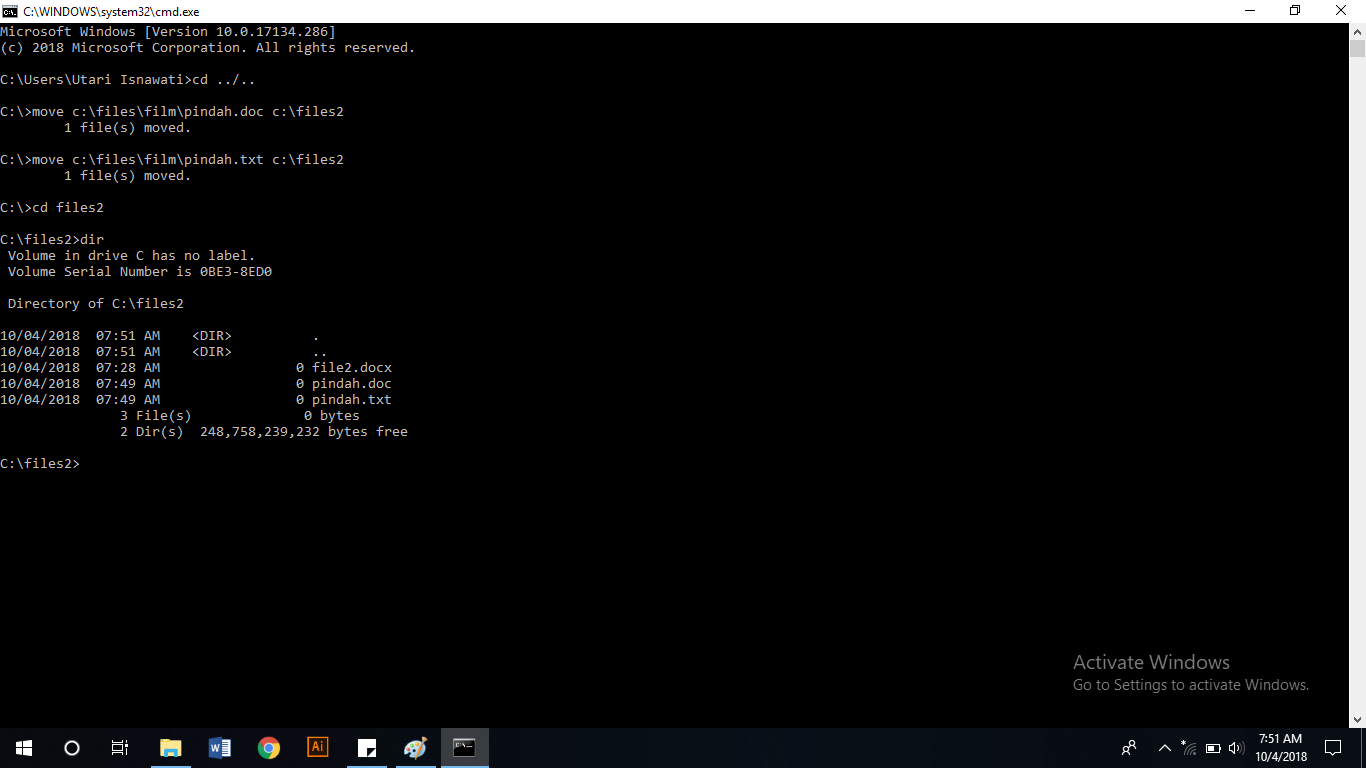 C:\WINDOWS\system32\cmd.exe
Microsoft Windows [Version 10.0.17134.286]
(c) 2018 Microsoft Corporation. All rights reserved.
C:\Users\Utari Isnawati>cd ../..
C:\>move c:\files\film\pindah.doc c:\files2
        1 file(s) moved.
C:\>move c:\files\film\pindah.txt c:\files2
        1 file(s) moved.
C:\>cd files2
C:\files2>dir
 Volume in drive C has no label.
 Volume Serial Number is 0BE3-8ED0
 Directory of C:\files2
10/04/2018  07:51 AM    <DIR>          .
10/04/2018  07:51 AM    <DIR>          ..
10/04/2018  07:28 AM                 0 file2.docx
10/04/2018  07:49 AM                 0 pindah.doc
10/04/2018  07:49 AM                 0 pindah.txt
               3 File(s)              0 bytes
               2 Dir(s)  248,758,239,232 bytes free
C:\files2>
Activate Windows
Go to Settings to activate Windows.
Ai
7:51 AM
10/4/2018